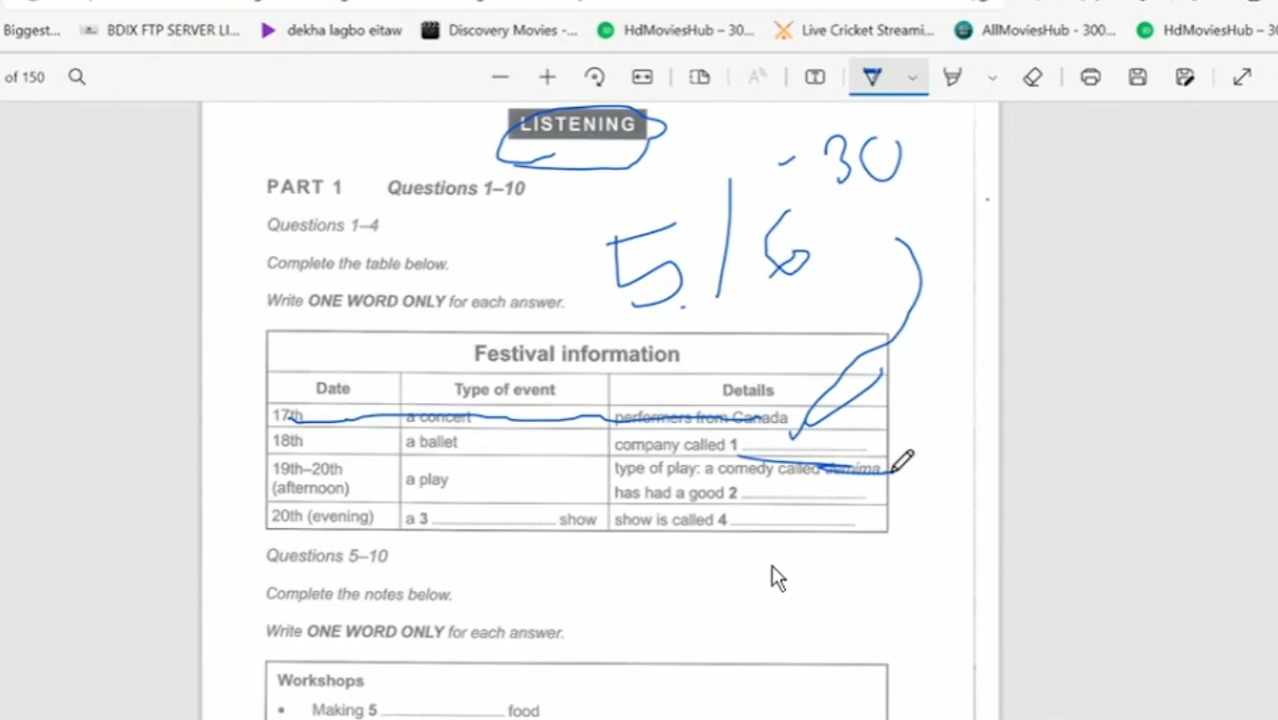 Biggest... BDIX FTP SERVER LI... dekha lagbo eitaw Discovery Movies -... HdMoviesHub – 30... Live Cricket Streami... AllMoviesHub - 300... HdMoviesHub – 30
of 150
LISTENING
- 30
PART 1 Questions 1–10
Questions 1–4
5/6
Complete the table below.
Write ONE WORD ONLY for each answer.
Festival information
Date Type of event Details
17th a concert performers from Canada
18th a ballet company called 1
19th–20th (afternoon) a play type of play: a comedy called Jemima
has had a good 2
20th (evening) a 3 show show is called 4
Questions 5–10
Complete the notes below.
Write ONE WORD ONLY for each answer.
Workshops
• Making 5 food